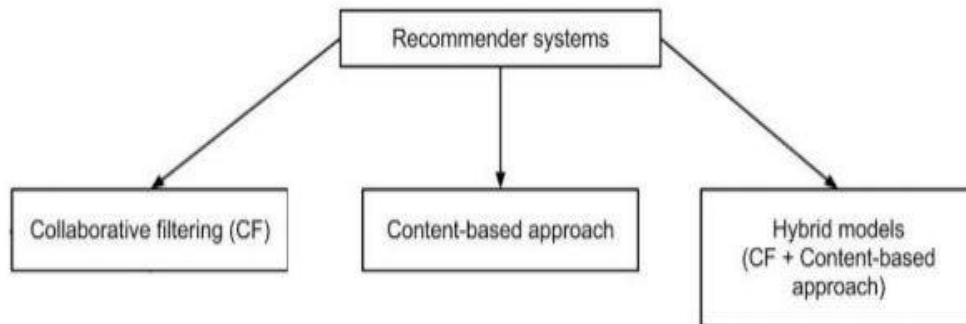 Recommender systems
Collaborative filtering (CF)
Content-based approach
Hybrid models
(CF + Content-based
approach)